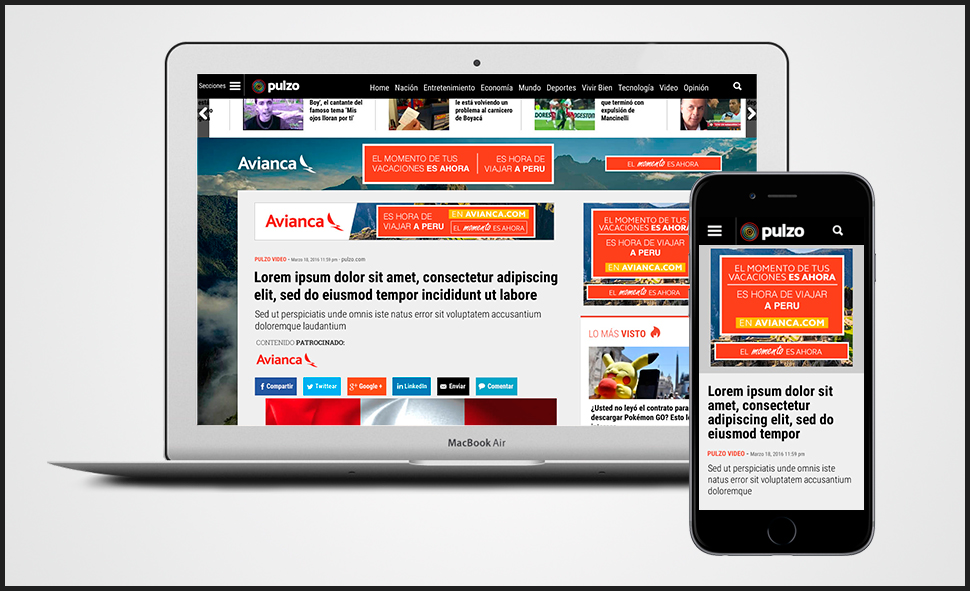 Secciones
pulzo
Home Nación Entretenimiento Economía Mundo Deportes Vivir Bien Tecnología Video Opinión
Boy', el cantante del
famoso tema 'Mis
ojos lloran por ti'
le está volviendo un
problema al carnicero
de Boyacá
que terminó con
expulsión de
Mancinelli
Avianca
EL MOMENTO DE TUS
VACACIONES ES AHORA
ES HORA DE
VIAJAR A PERU
EL momento ES AHORA
Avianca
ES HORA DE
VIAJAR A PERU
EN AVIANCA.COM
EL momento ES AHORA
PULZO VIDEO - Marzo 18, 2016 11:59 pm - pulzo.com
Lorem ipsum dolor sit amet, consectetur adipiscing
elit, sed do eiusmod tempor incididunt ut labore
Sed ut perspiciatis unde omnis iste natus error sit voluptatem accusantium
doloremque laudantium
CONTENIDO PATROCINADO:
Avianca
Compartir
Twittear
Google +
LinkedIn
Enviar
Comentar
EL MOMENTO DE TUS
VACACIONES ES AHORA
ES HORA DE VIAJAR
A PERU
EN AVIANCA.COM
EL momento ES AHORA
LO MÁS VISTO
¿Usted no leyó el contrato para
descargar Pokémon GO? Esto
MacBook Air
pulzo
EL MOMENTO DE TUS
VACACIONES ES AHORA
ES HORA DE VIAJAR
A PERU
EN AVIANCA.COM
EL momento ES AHORA
Lorem ipsum dolor sit
amet, consectetur
adipiscing elit, sed do
eiusmod tempor
PULZO VIDEO - Marzo 18, 2016 11:59 pm
Sed ut perspiciatis unde omnis iste
natus error sit voluptatem accusantium
doloremque